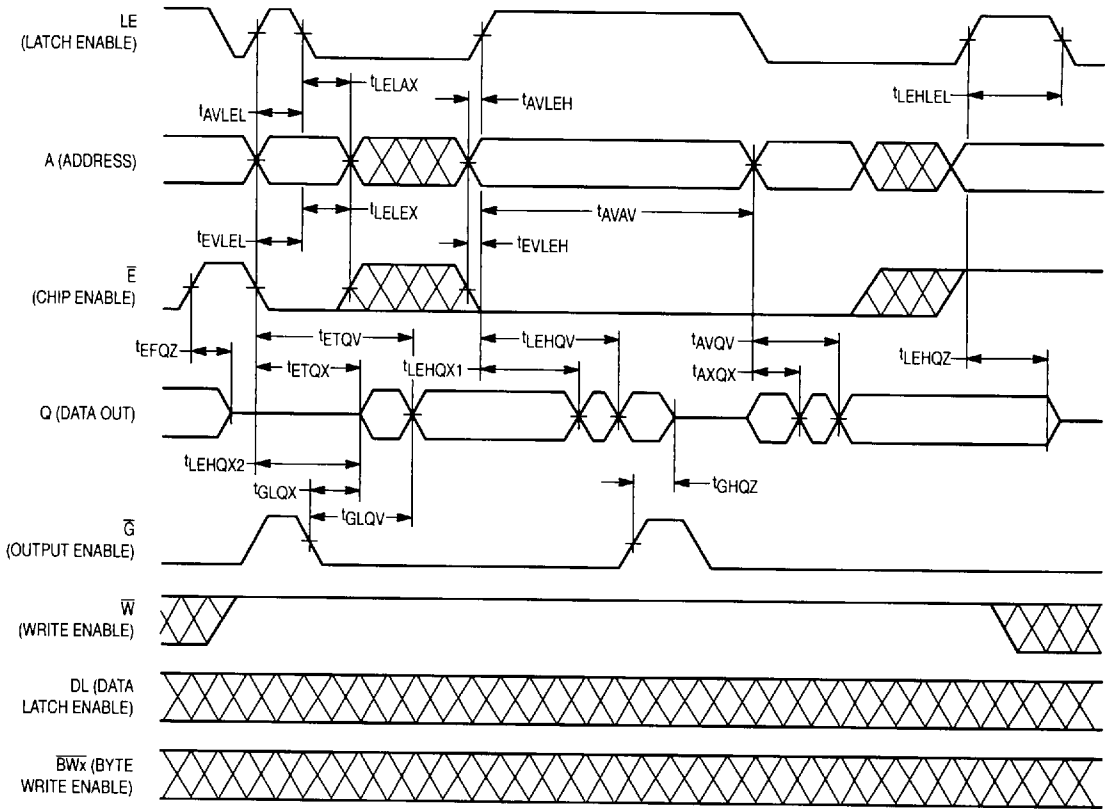 LE
(LATCH ENABLE)
tLELAX
tAVLEH
tLEHLEL
tAVLEL
A (ADDRESS)
tLELEX
tAVAV
tEVLEL
tEVLEH
E̅
(CHIP ENABLE)
tETQV
tLEHQV
tAVQV
tEFQZ
tLEHQZ
tETQX
tLEHQX1
tAXQX
Q (DATA OUT)
tLEHQX2
tGLQX
tGHQZ
tGLQV
G̅
(OUTPUT ENABLE)
W̅
(WRITE ENABLE)
DL (DATA
LATCH ENABLE)
B̅W̅x̅ (BYTE
WRITE ENABLE)